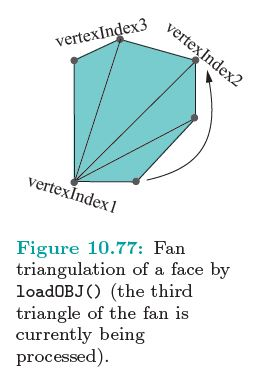 vertexIndex3
vertexIndex2
vertexIndex1
Figure 10.77: Fan
triangulation of a face by
loadOBJ() (the third
triangle of the fan is
currently being
processed).